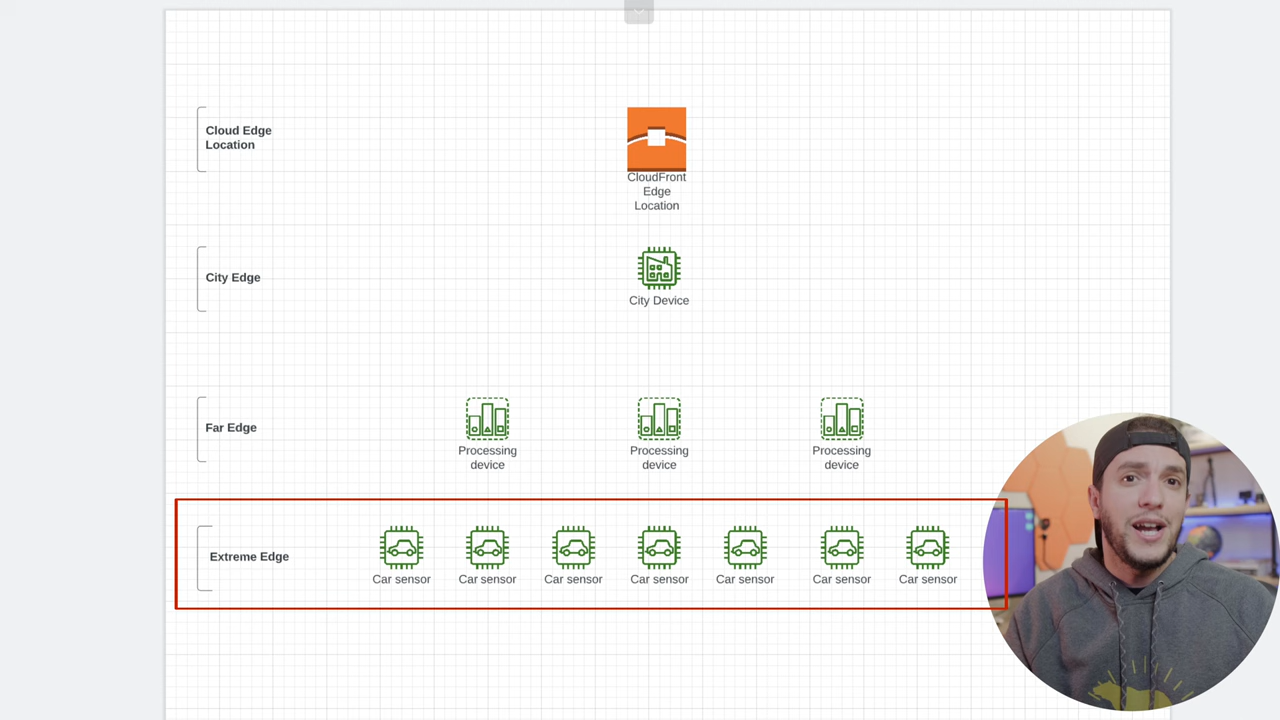 Cloud Edge
Location
CloudFront
Edge
Location
City Edge
City Device
Far Edge
Processing
device
Processing
device
Processing
device
Extreme Edge
Car sensor
Car sensor
Car sensor
Car sensor
Car sensor
Car sensor
Car sensor